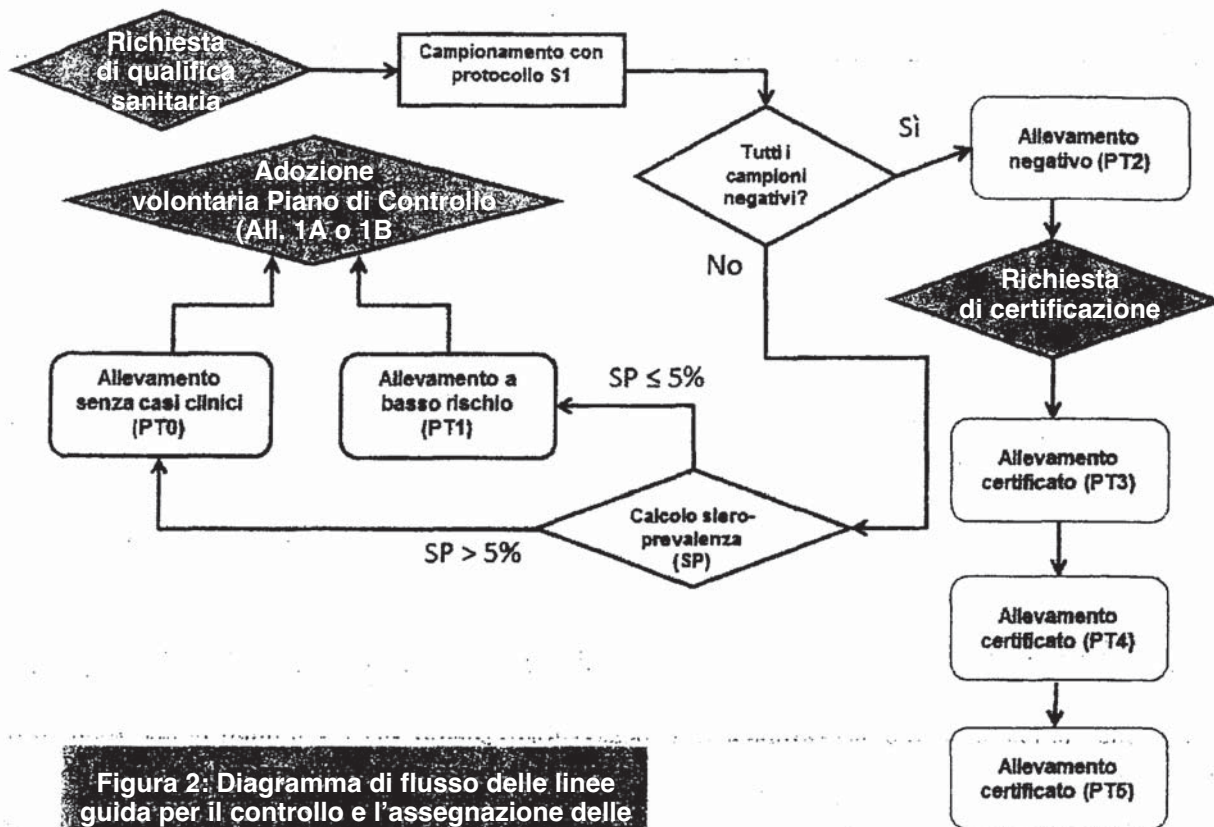 Richiesta
di qualifica
sanitaria
Campionamento con
protocollo S1
Tutti i
campioni
negativi?
Sì
Allevamento
negativo (PT2)
Adozione
volontaria Piano di Controllo
(All. 1A o 1B
No
Richiesta
di certificazione
Allevamento
senza casi clinici
(PT0)
Allevamento a
basso rischio
(PT1)
SP ≤ 5%
Calcolo siero-
prevalenza
(SP)
SP > 5%
Allevamento
certificato (PT3)
Allevamento
certificato (PT4)
Allevamento
certificato (PT5)
Figura 2: Diagramma di flusso delle linee
guida per il controllo e l'assegnazione delle